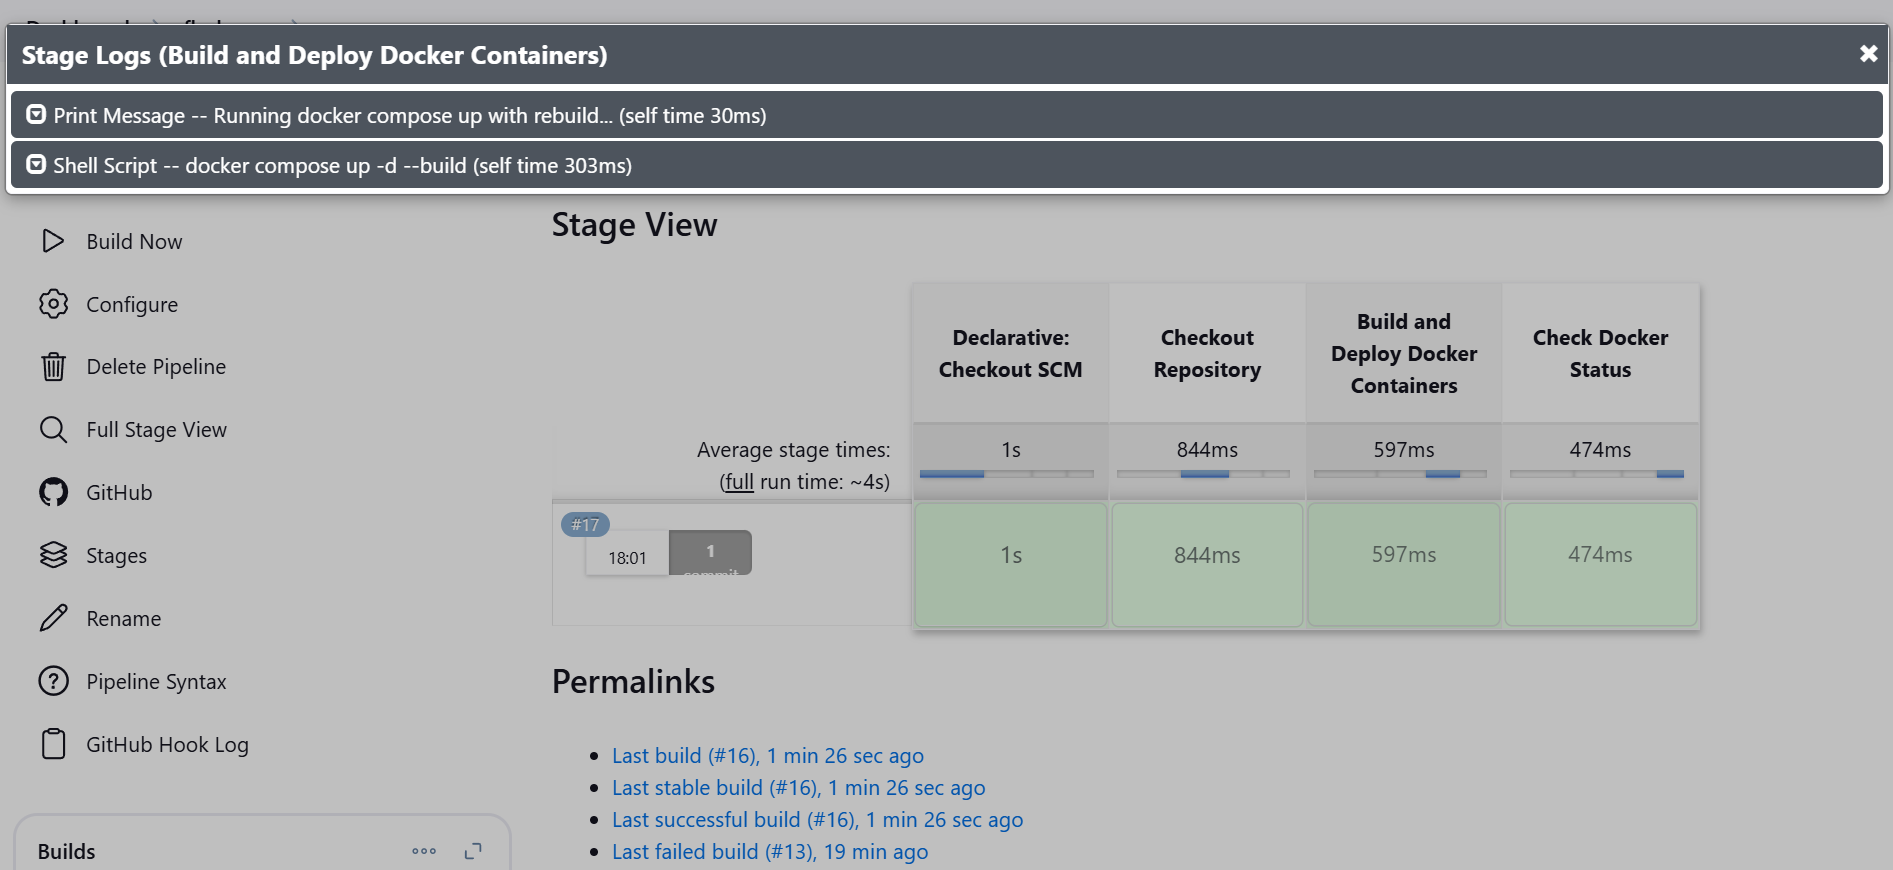 Stage Logs (Build and Deploy Docker Containers)
Print Message -- Running docker compose up with rebuild... (self time 30ms)
Shell Script -- docker compose up -d --build (self time 303ms)
Build Now
Configure
Delete Pipeline
Full Stage View
GitHub
Stages
Rename
Pipeline Syntax
GitHub Hook Log
Builds
Stage View
Declarative:
Checkout SCM
Checkout
Repository
Build and
Deploy Docker
Containers
Check Docker
Status
Average stage times:
(full run time: ~4s)
1s
844ms
597ms
474ms
#17
18:01
1
commit
1s
844ms
597ms
474ms
Permalinks
Last build (#16), 1 min 26 sec ago
Last stable build (#16), 1 min 26 sec ago
Last successful build (#16), 1 min 26 sec ago
Last failed build (#13), 19 min ago